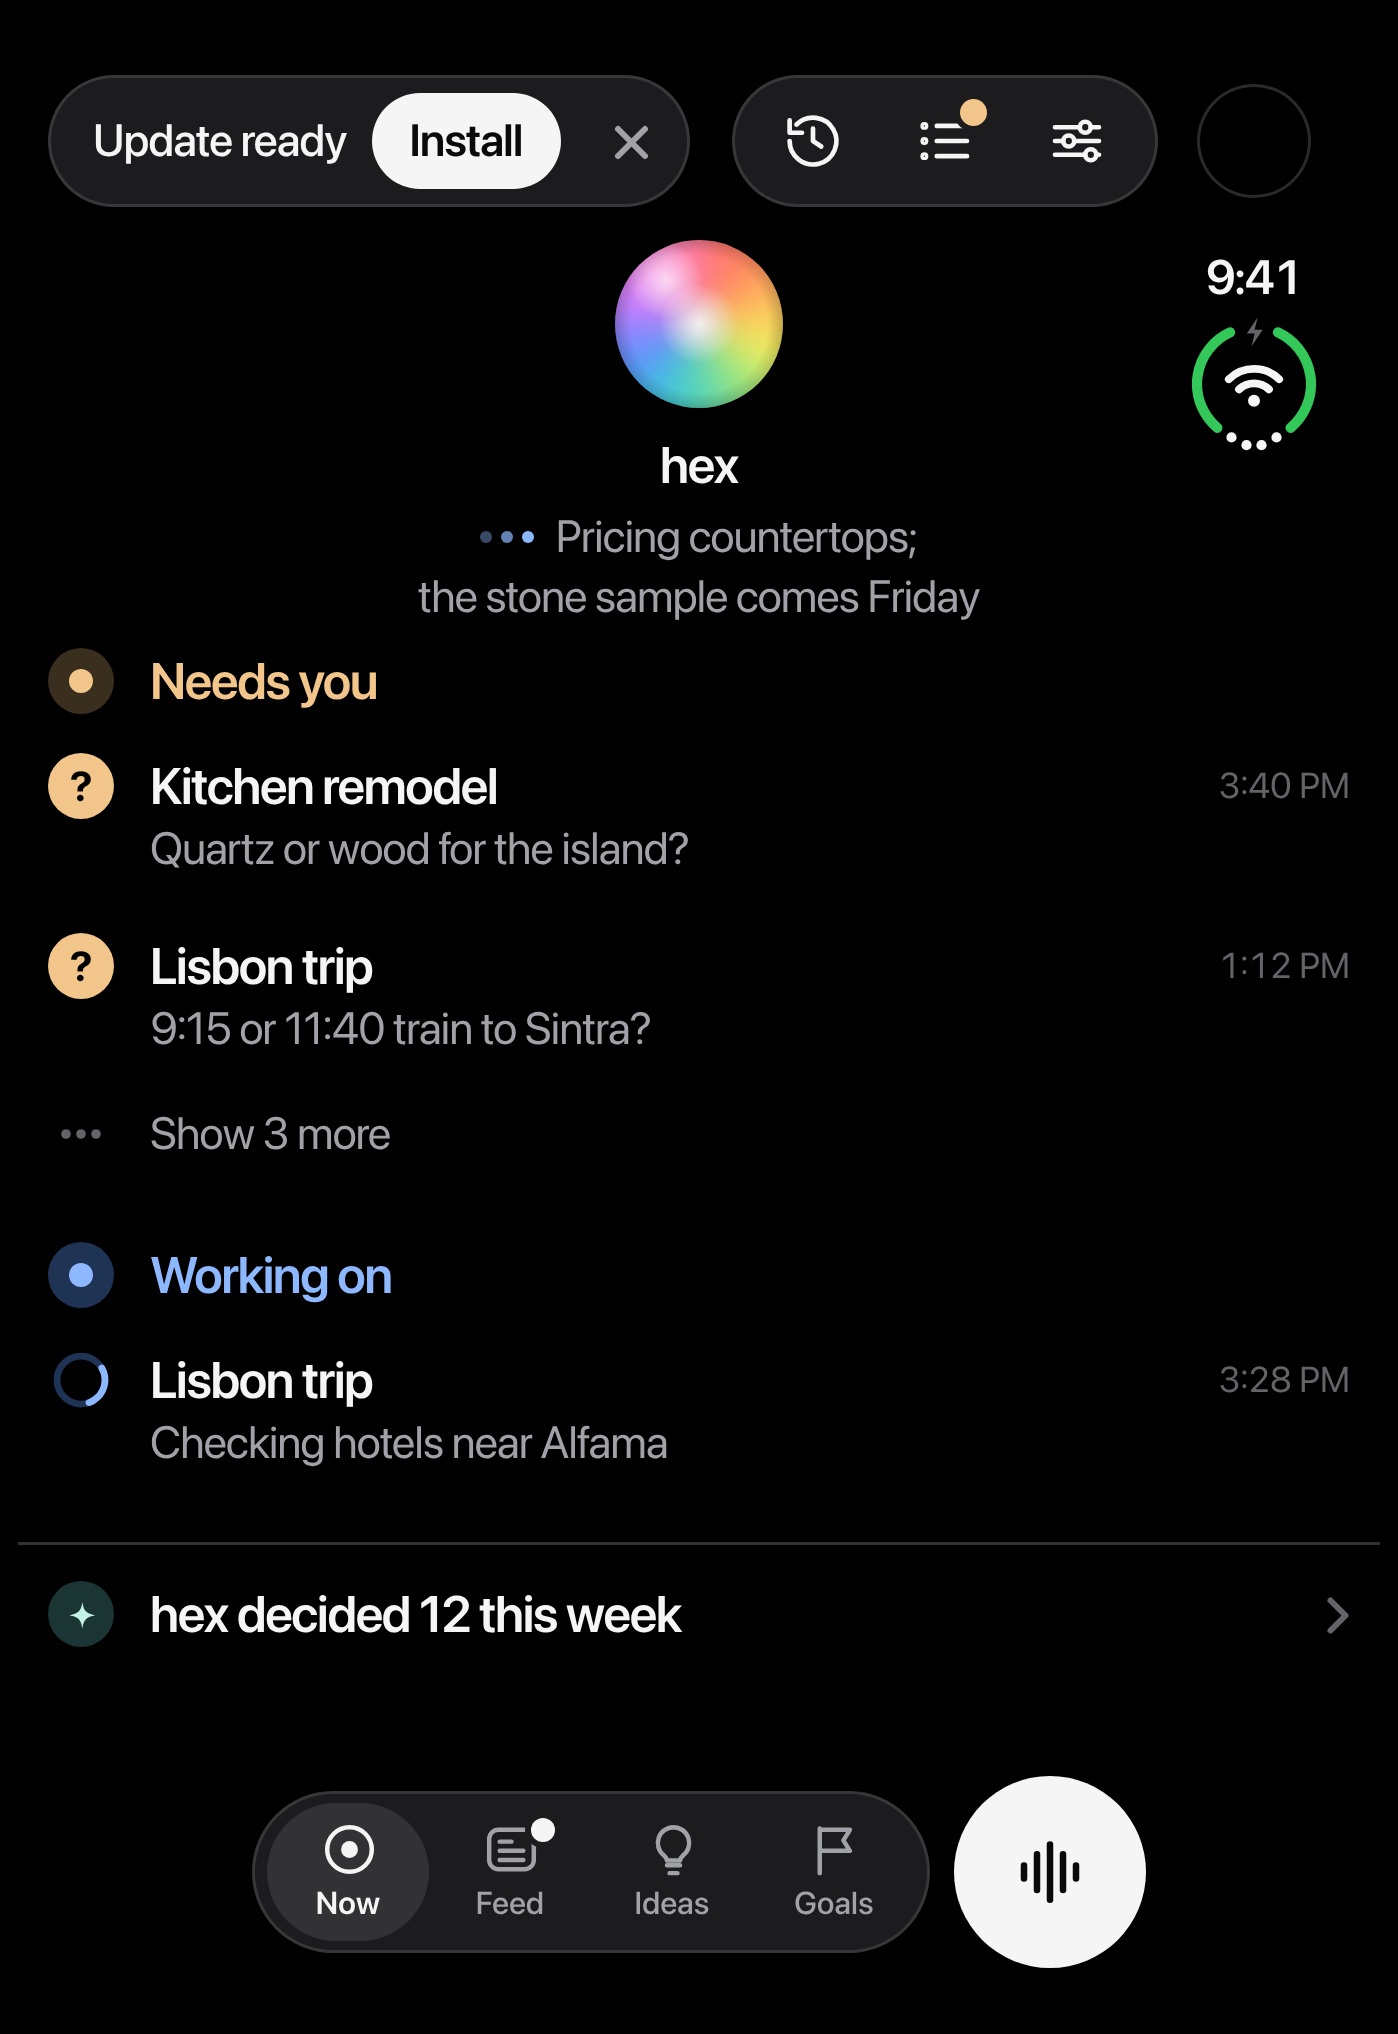 Update ready
Install
9:41
hex
Pricing countertops;
the stone sample comes Friday
Needs you
? Kitchen remodel 3:40 PM
Quartz or wood for the island?
? Lisbon trip 1:12 PM
9:15 or 11:40 train to Sintra?
Show 3 more
Working on
Lisbon trip 3:28 PM
Checking hotels near Alfama
hex decided 12 this week
Now Feed Ideas Goals